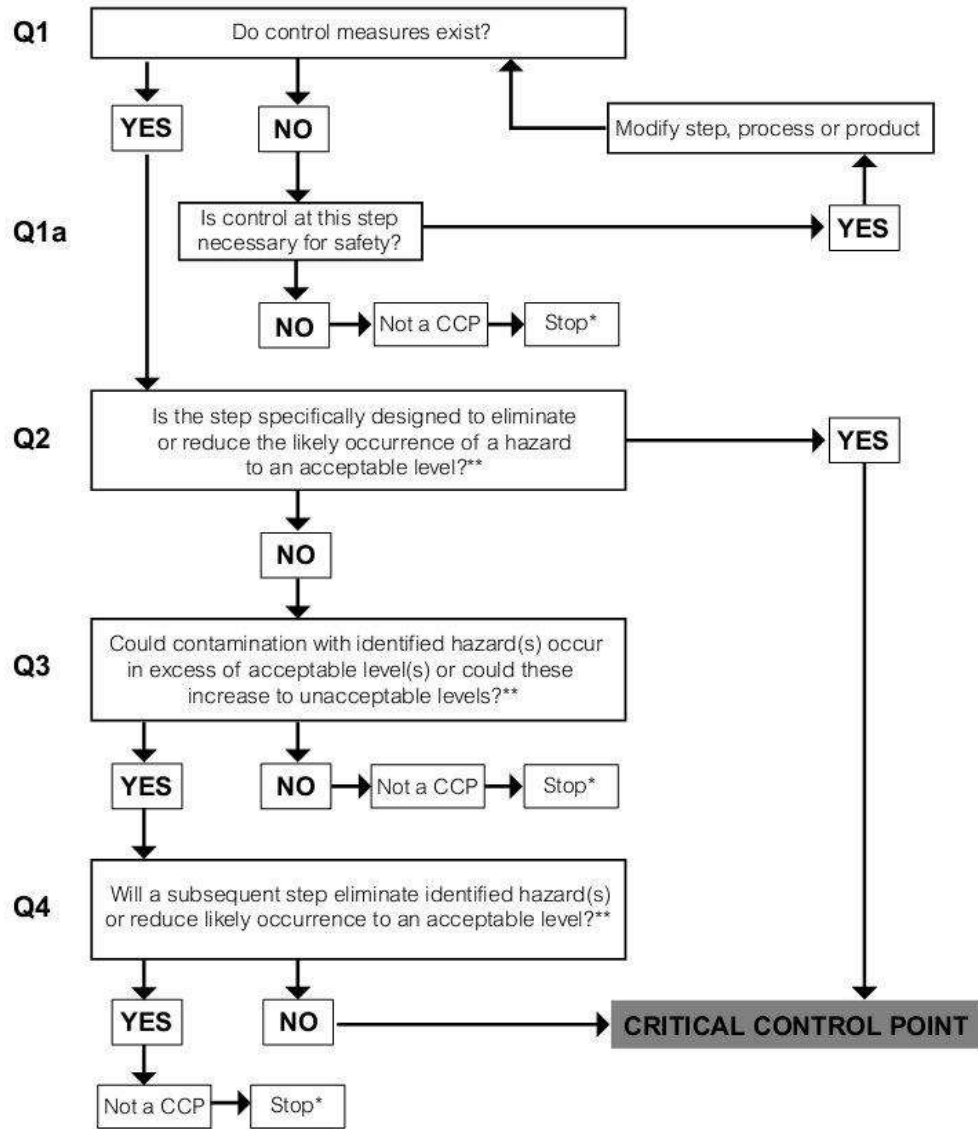 Q1
Do control measures exist?
YES
NO
Modify step, process or product
Q1a
Is control at this step
necessary for safety?
YES
NO
Not a CCP
Stop*
Q2
Is the step specifically designed to eliminate
or reduce the likely occurrence of a hazard
to an acceptable level?**
YES
NO
Q3
Could contamination with identified hazard(s) occur
in excess of acceptable level(s) or could these
increase to unacceptable levels?**
YES
NO
Not a CCP
Stop*
Q4
Will a subsequent step eliminate identified hazard(s)
or reduce likely occurrence to an acceptable level?**
YES
NO
CRITICAL CONTROL POINT
Not a CCP
Stop*